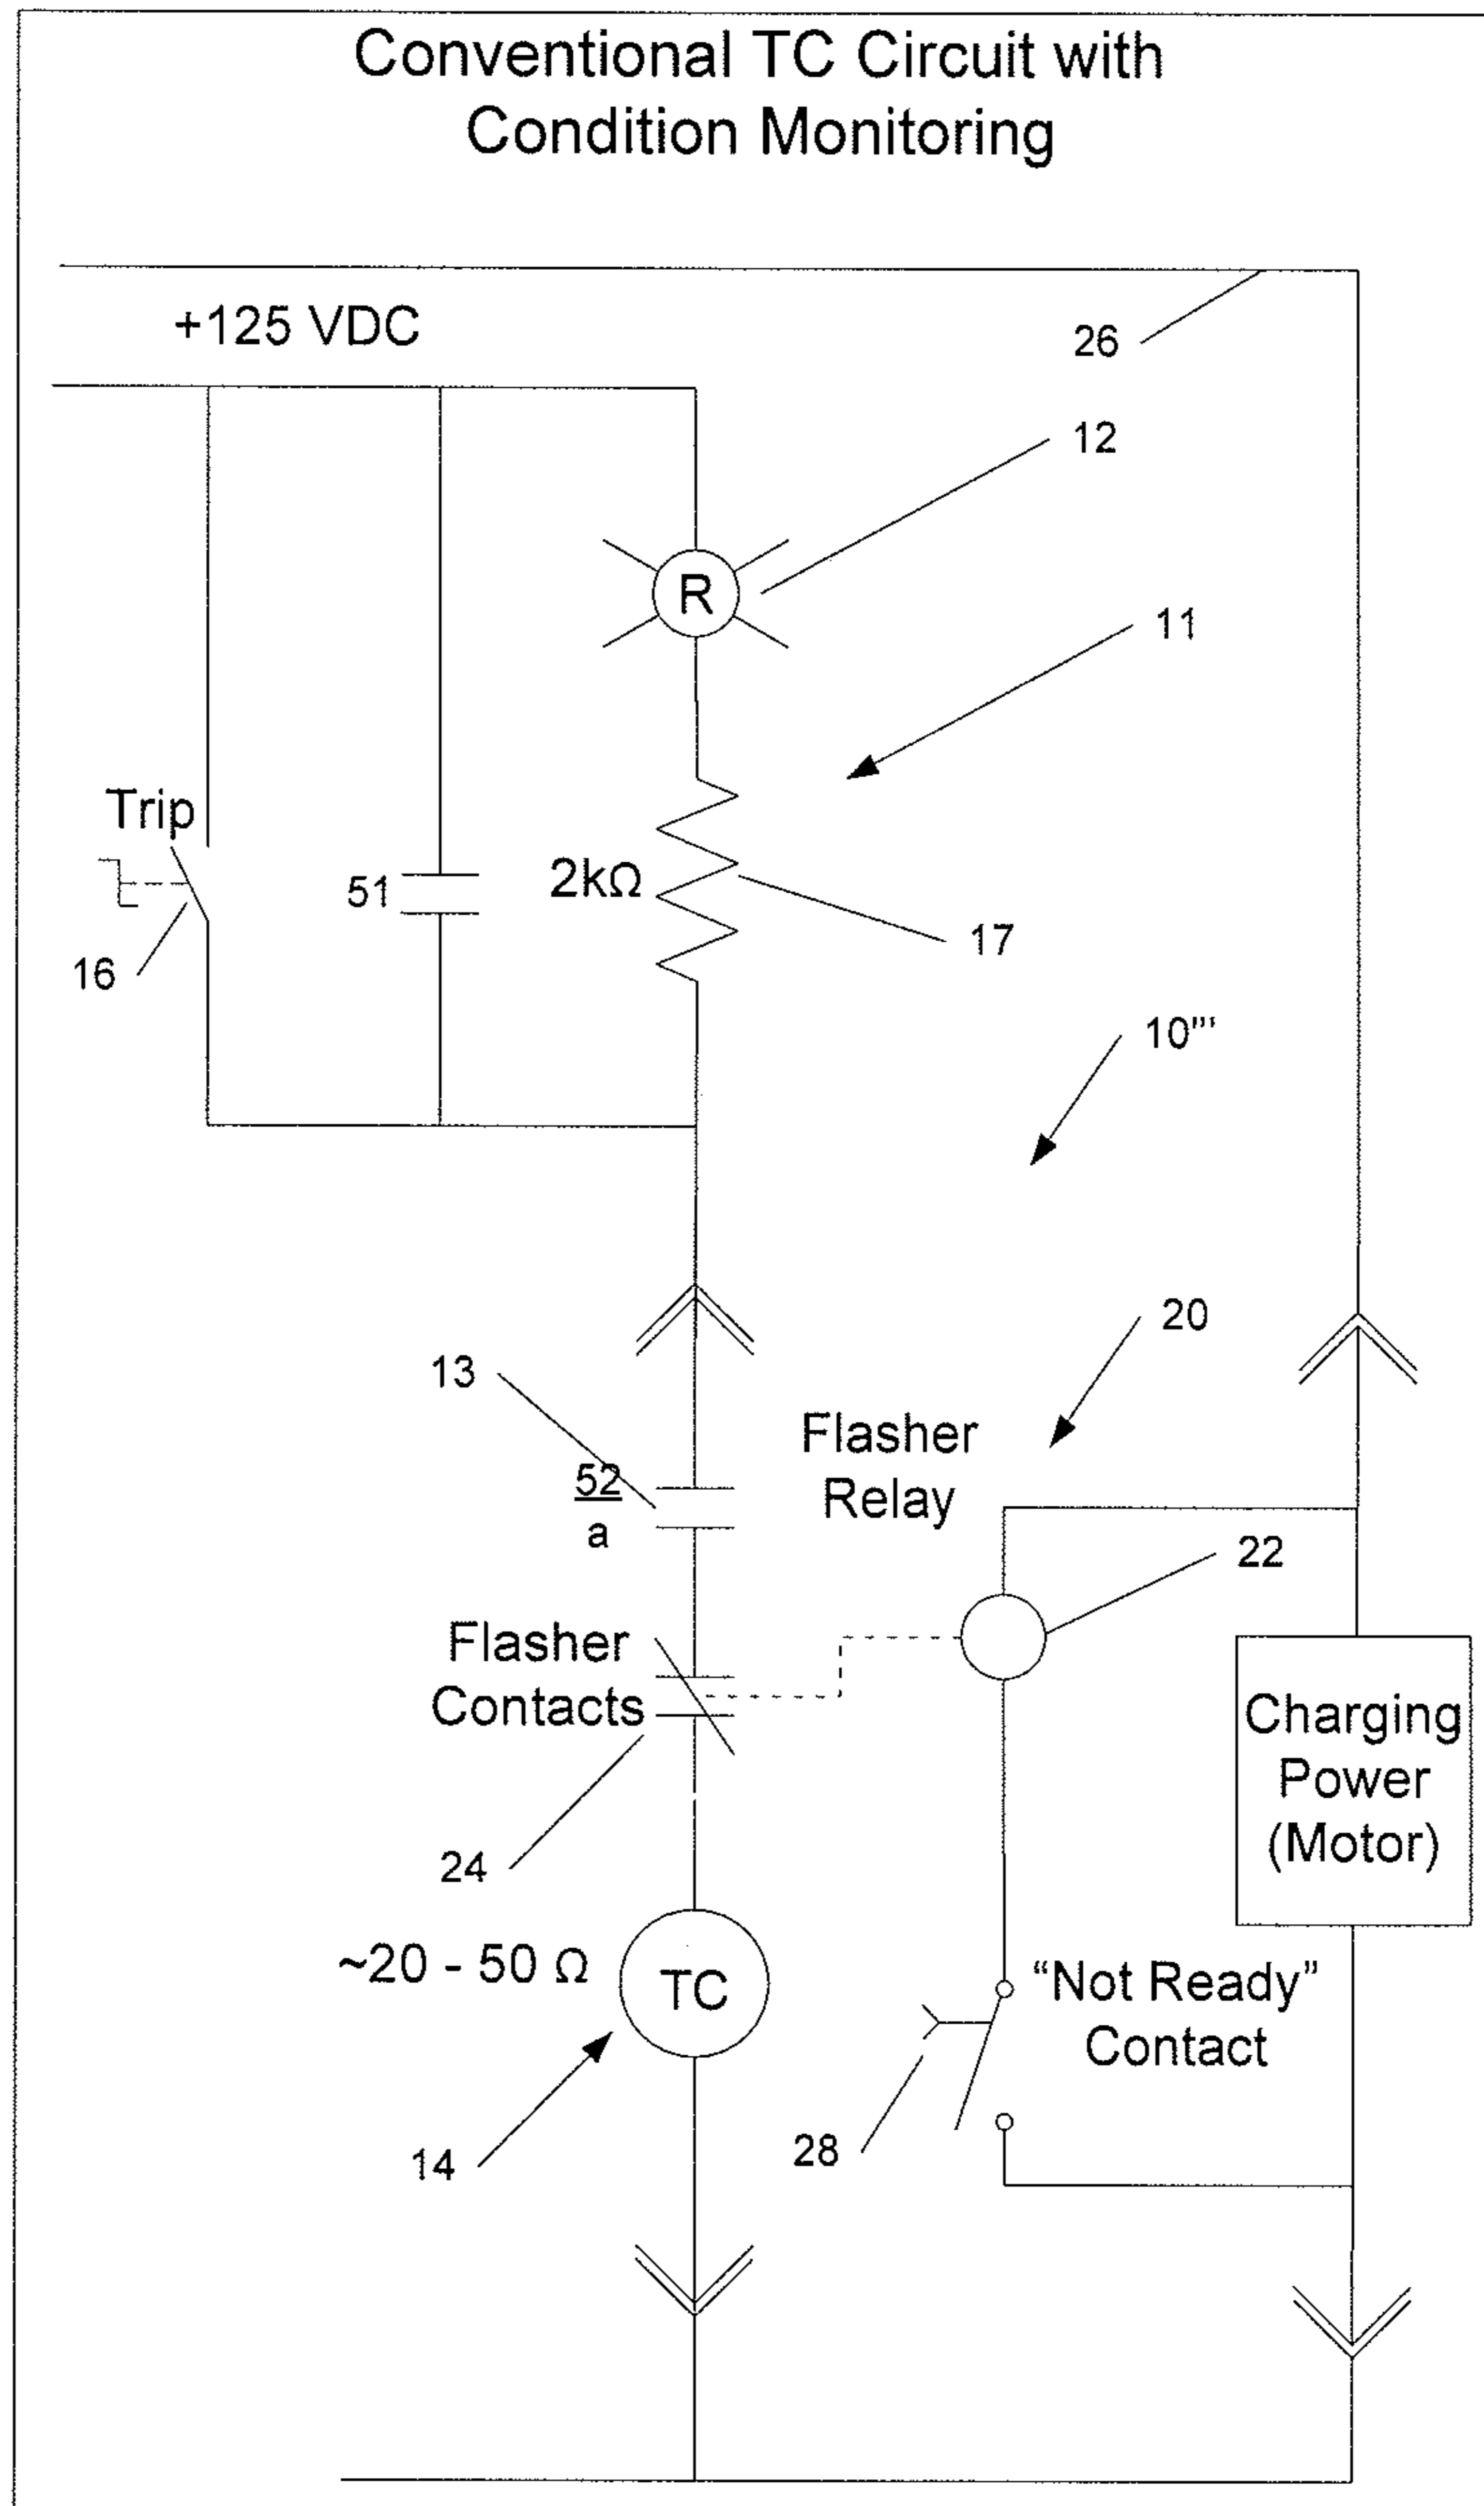 Conventional TC Circuit with
Condition Monitoring
+125 VDC
26
12
R
11
Trip
51
2kΩ
17
16
10"'
20
13
Flasher
Relay
52
a
22
Flasher
Contacts
Charging
Power
(Motor)
24
~20 - 50 Ω
TC
“Not Ready”
Contact
28
14